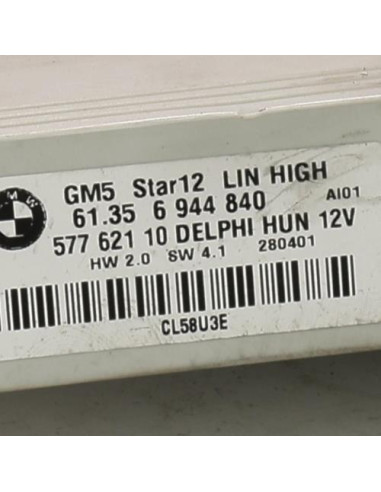 BMW
GM5 Star12 LIN HIGH
61.35 6 944 840 AI01
577 621 10 DELPHI HUN 12V
HW 2.0 SW 4.1 280401
CL58U3E